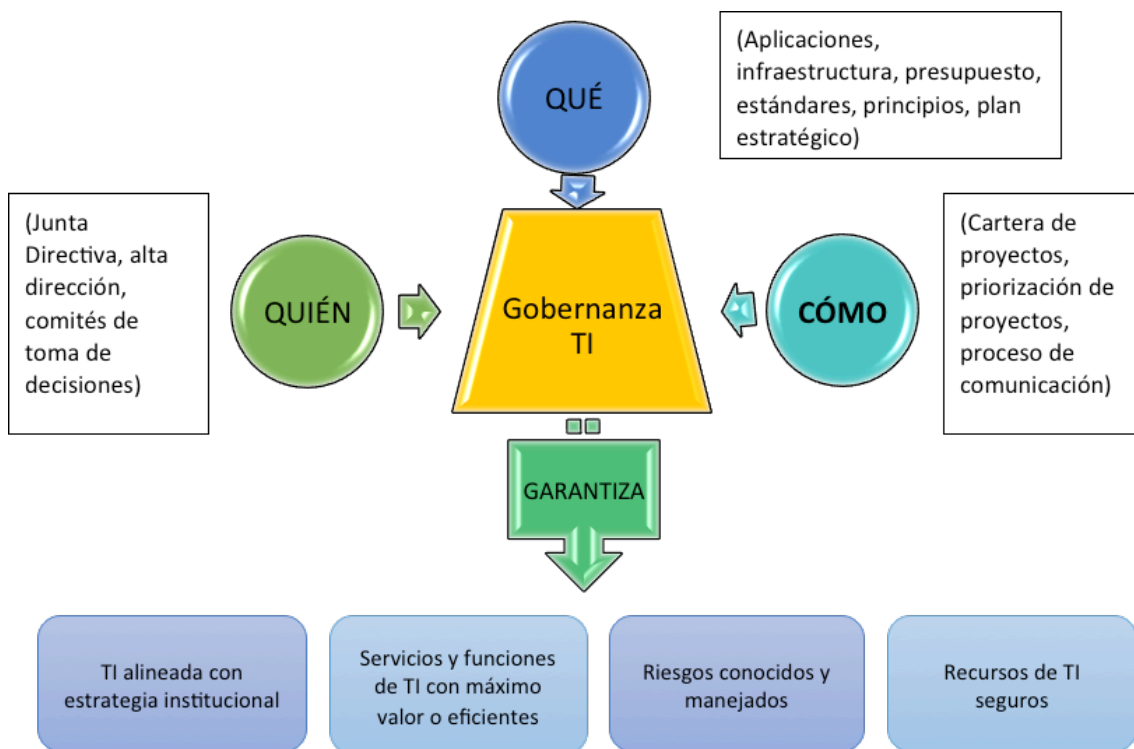 QUÉ
(Aplicaciones,
infraestructura, presupuesto,
estándares, principios, plan
estratégico)
(Junta
Directiva, alta
dirección,
comités de
toma de
decisiones)
QUIÉN
Gobernanza
TI
CÓMO
(Cartera de
proyectos,
priorización de
proyectos,
proceso de
comunicación)
GARANTIZA
TI alineada con
estrategia institucional
Servicios y funciones
de TI con máximo
valor o eficientes
Riesgos conocidos y
manejados
Recursos de TI
seguros